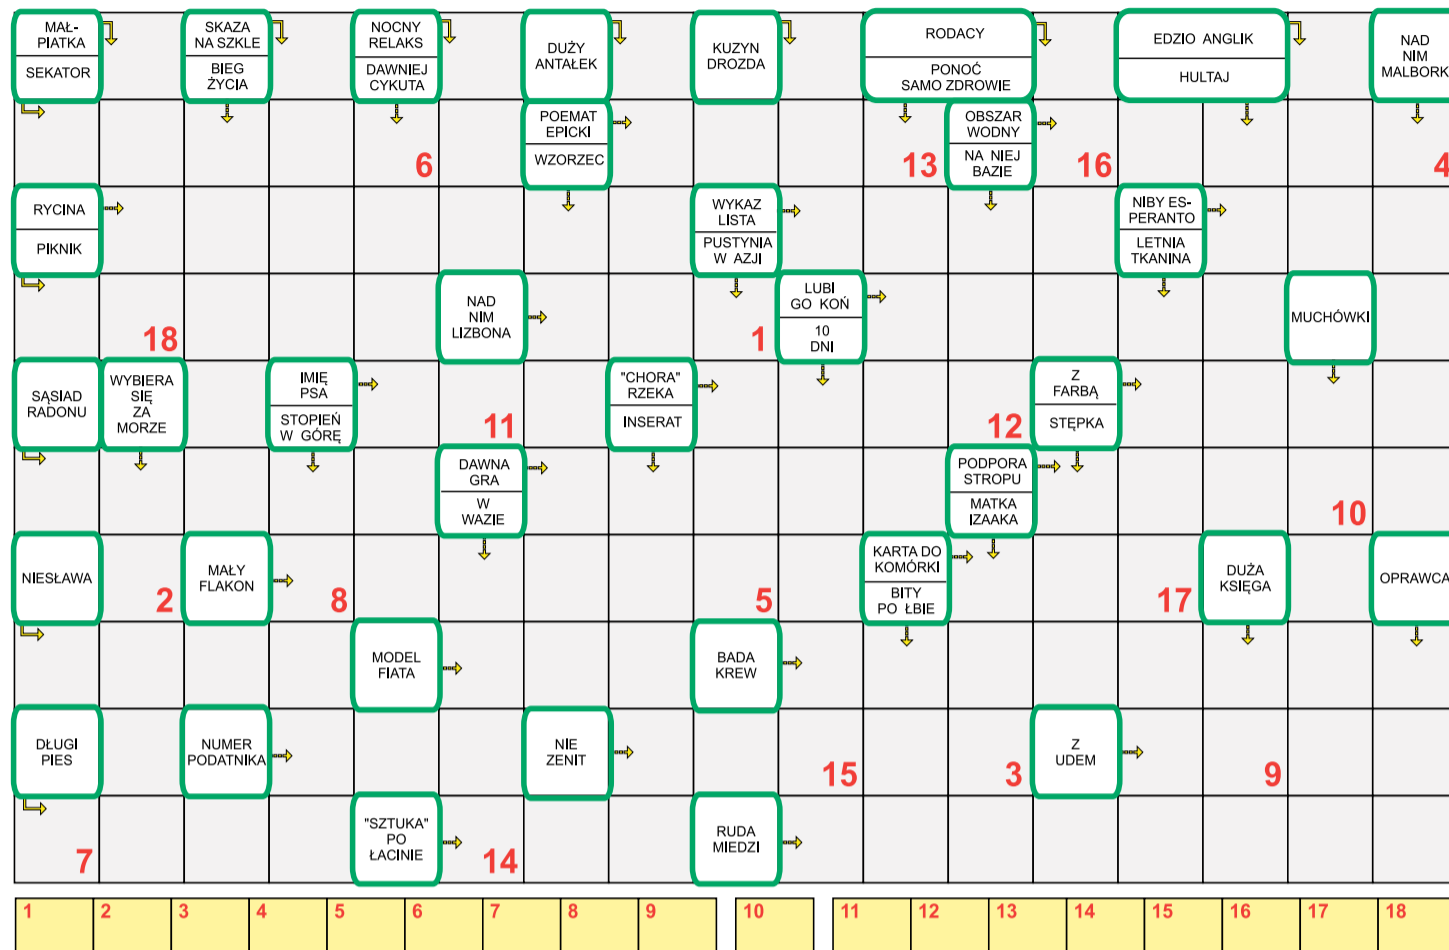 MAŁ-
PIATKA
SEKATOR
SKAZA
NA SZKLE
BIEG
ŻYCIA
NOCNY
RELAKS
DAWNIEJ
CYKUTA
DUŻY
ANTAŁEK
KUZYN
DROZDA
RODACY
PONOĆ
SAMO ZDROWIE
EDZIO ANGLIK
HULTAJ
NAD
NIM
MALBORK
6
POEMAT
EPICKI
WZORZEC
13
OBSZAR
WODNY
NA NIEJ
BAZIE
16
4
RYCINA
PIKNIK
WYKAZ
LISTA
PUSTYNIA
W AZJI
NIBY ES-
PERANTO
LETNIA
TKANINA
18
NAD
NIM
LIZBONA
1
LUBI
GO KOŃ
10
DNI
MUCHÓWKI
SĄSIAD
RADONU
WYBIERA
SIĘ
ZA
MORZE
IMIĘ
PSA
STOPIEŃ
W GÓRĘ
11
"CHORA"
RZEKA
INSERAT
12
Z
FARBĄ
STĘPKA
DAWNA
GRA
W
WAZIE
PODPORA
STROPU
MATKA
IZAAKA
10
NIESŁAWA
2
MAŁY
FLAKON
8
5
KARTA DO
KOMÓRKI
BITY
PO ŁBIE
17
DUŻA
KSIĘGA
OPRAWCA
MODEL
FIATA
BADA
KREW
DŁUGI
PIES
NUMER
PODATNIKA
NIE
ZENIT
15
3
Z
UDEM
9
7
"SZTUKA"
PO
ŁACINIE
14
RUDA
MIEDZI
1 2 3 4 5 6 7 8 9 10 11 12 13 14 15 16 17 18